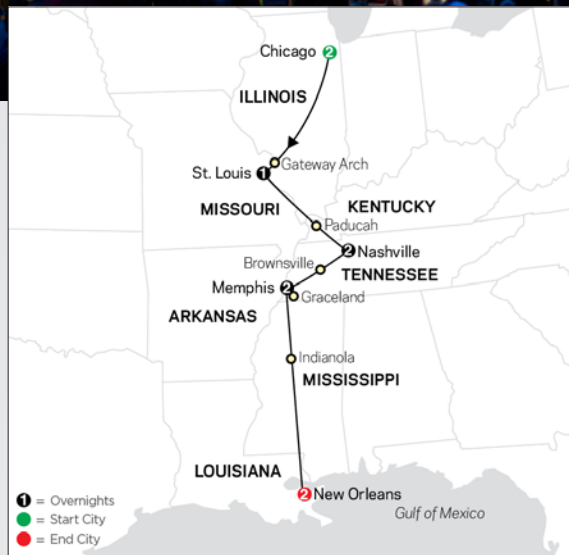 Chicago 2
ILLINOIS
Gateway Arch
St. Louis 1
MISSOURI
KENTUCKY
Paducah
2 Nashville
Brownsville
TENNESSEE
Memphis 2
Graceland
ARKANSAS
Indianola
MISSISSIPPI
LOUISIANA
2 New Orleans
Gulf of Mexico
1 = Overnights
= Start City
= End City